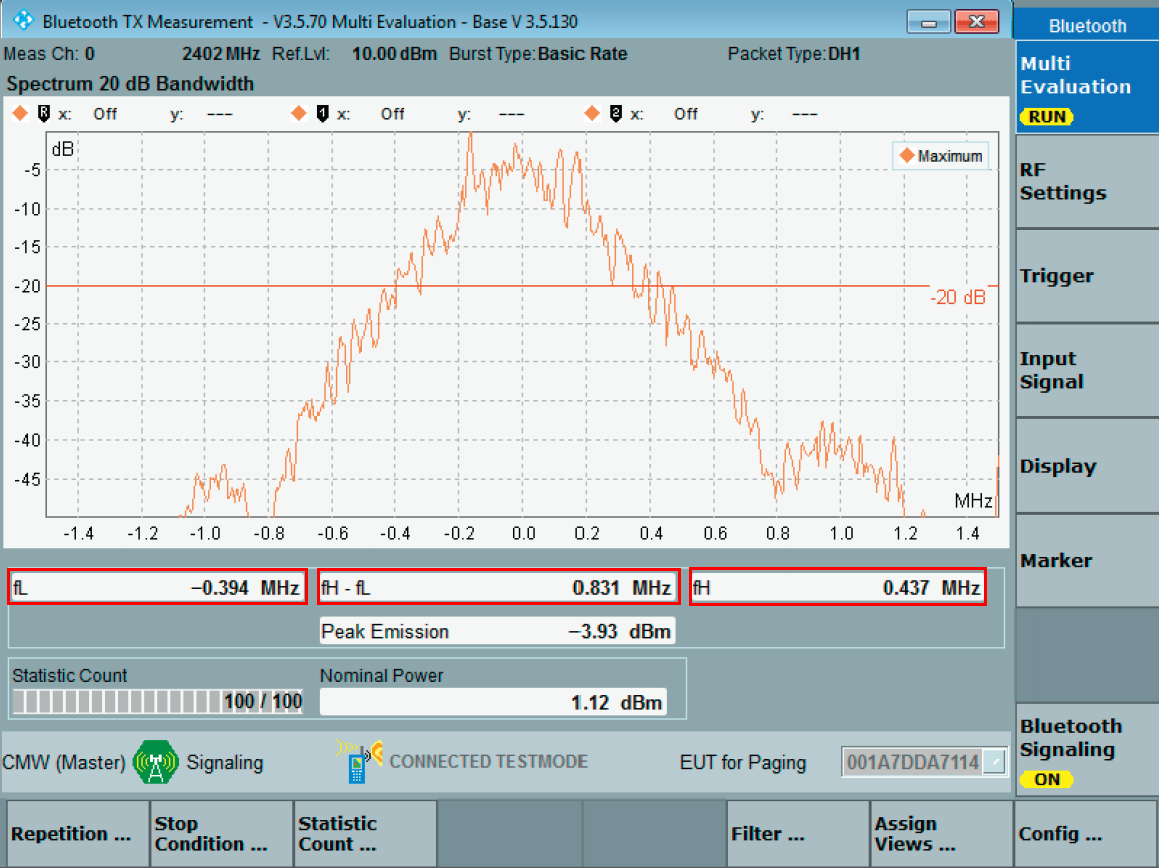 Bluetooth TX Measurement - V3.5.70 Multi Evaluation - Base V 3.5.130
Bluetooth
Meas Ch: 0 2402 MHz Ref.Lvl: 10.00 dBm Burst Type: Basic Rate Packet Type: DH1
Spectrum 20 dB Bandwidth
Multi
Evaluation
RUN
R x: Off y: --- 1 x: Off y: --- 2 x: Off y: ---
dB
Maximum
-5
-10
-15
-20
-25
-30
-35
-40
-45
-20 dB
MHz
-1.4 -1.2 -1.0 -0.8 -0.6 -0.4 -0.2 0.0 0.2 0.4 0.6 0.8 1.0 1.2 1.4
RF
Settings
Trigger
Input
Signal
Display
Marker
fL −0.394 MHz fH - fL 0.831 MHz fH 0.437 MHz
Peak Emission −3.93 dBm
Statistic Count
100 / 100
Nominal Power
1.12 dBm
CMW (Master) Signaling CONNECTED TESTMODE EUT for Paging 001A7DDA7114
Bluetooth
Signaling
ON
Repetition ...
Stop
Condition ...
Statistic
Count ...
Filter ...
Assign
Views ...
Config ...